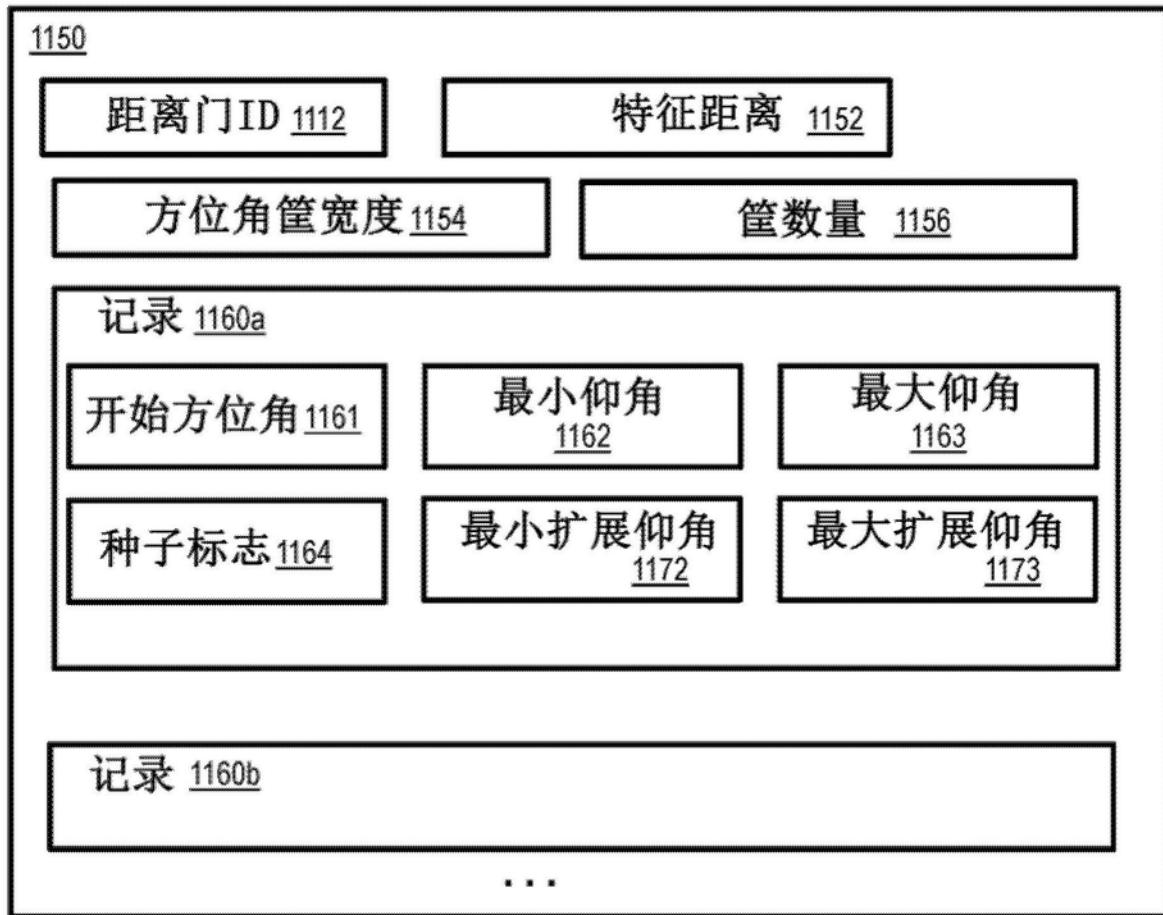 1150
距离门ID 1112
特征距离 1152
方位角筐宽度 1154
筐数量 1156
记录 1160a
开始方位角 1161
最小仰角
1162
最大仰角
1163
种子标志 1164
最小扩展仰角
1172
最大扩展仰角
1173
记录 1160b
...